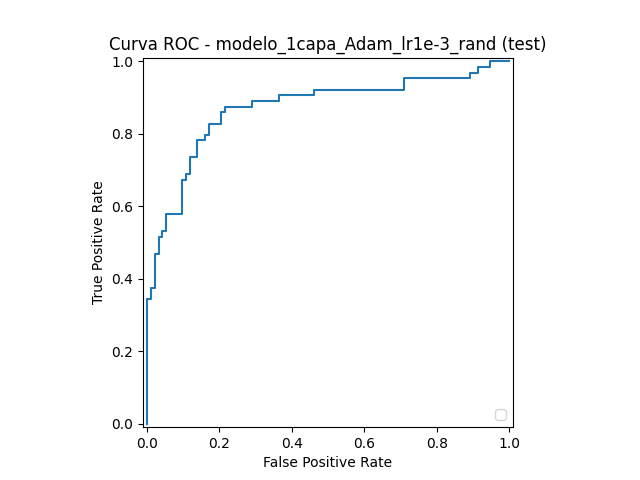 Curva ROC - modelo_1capa_Adam_lr1e-3_rand (test)
1.0
0.8
0.6
0.4
0.2
0.0
True Positive Rate
0.0 0.2 0.4 0.6 0.8 1.0
False Positive Rate